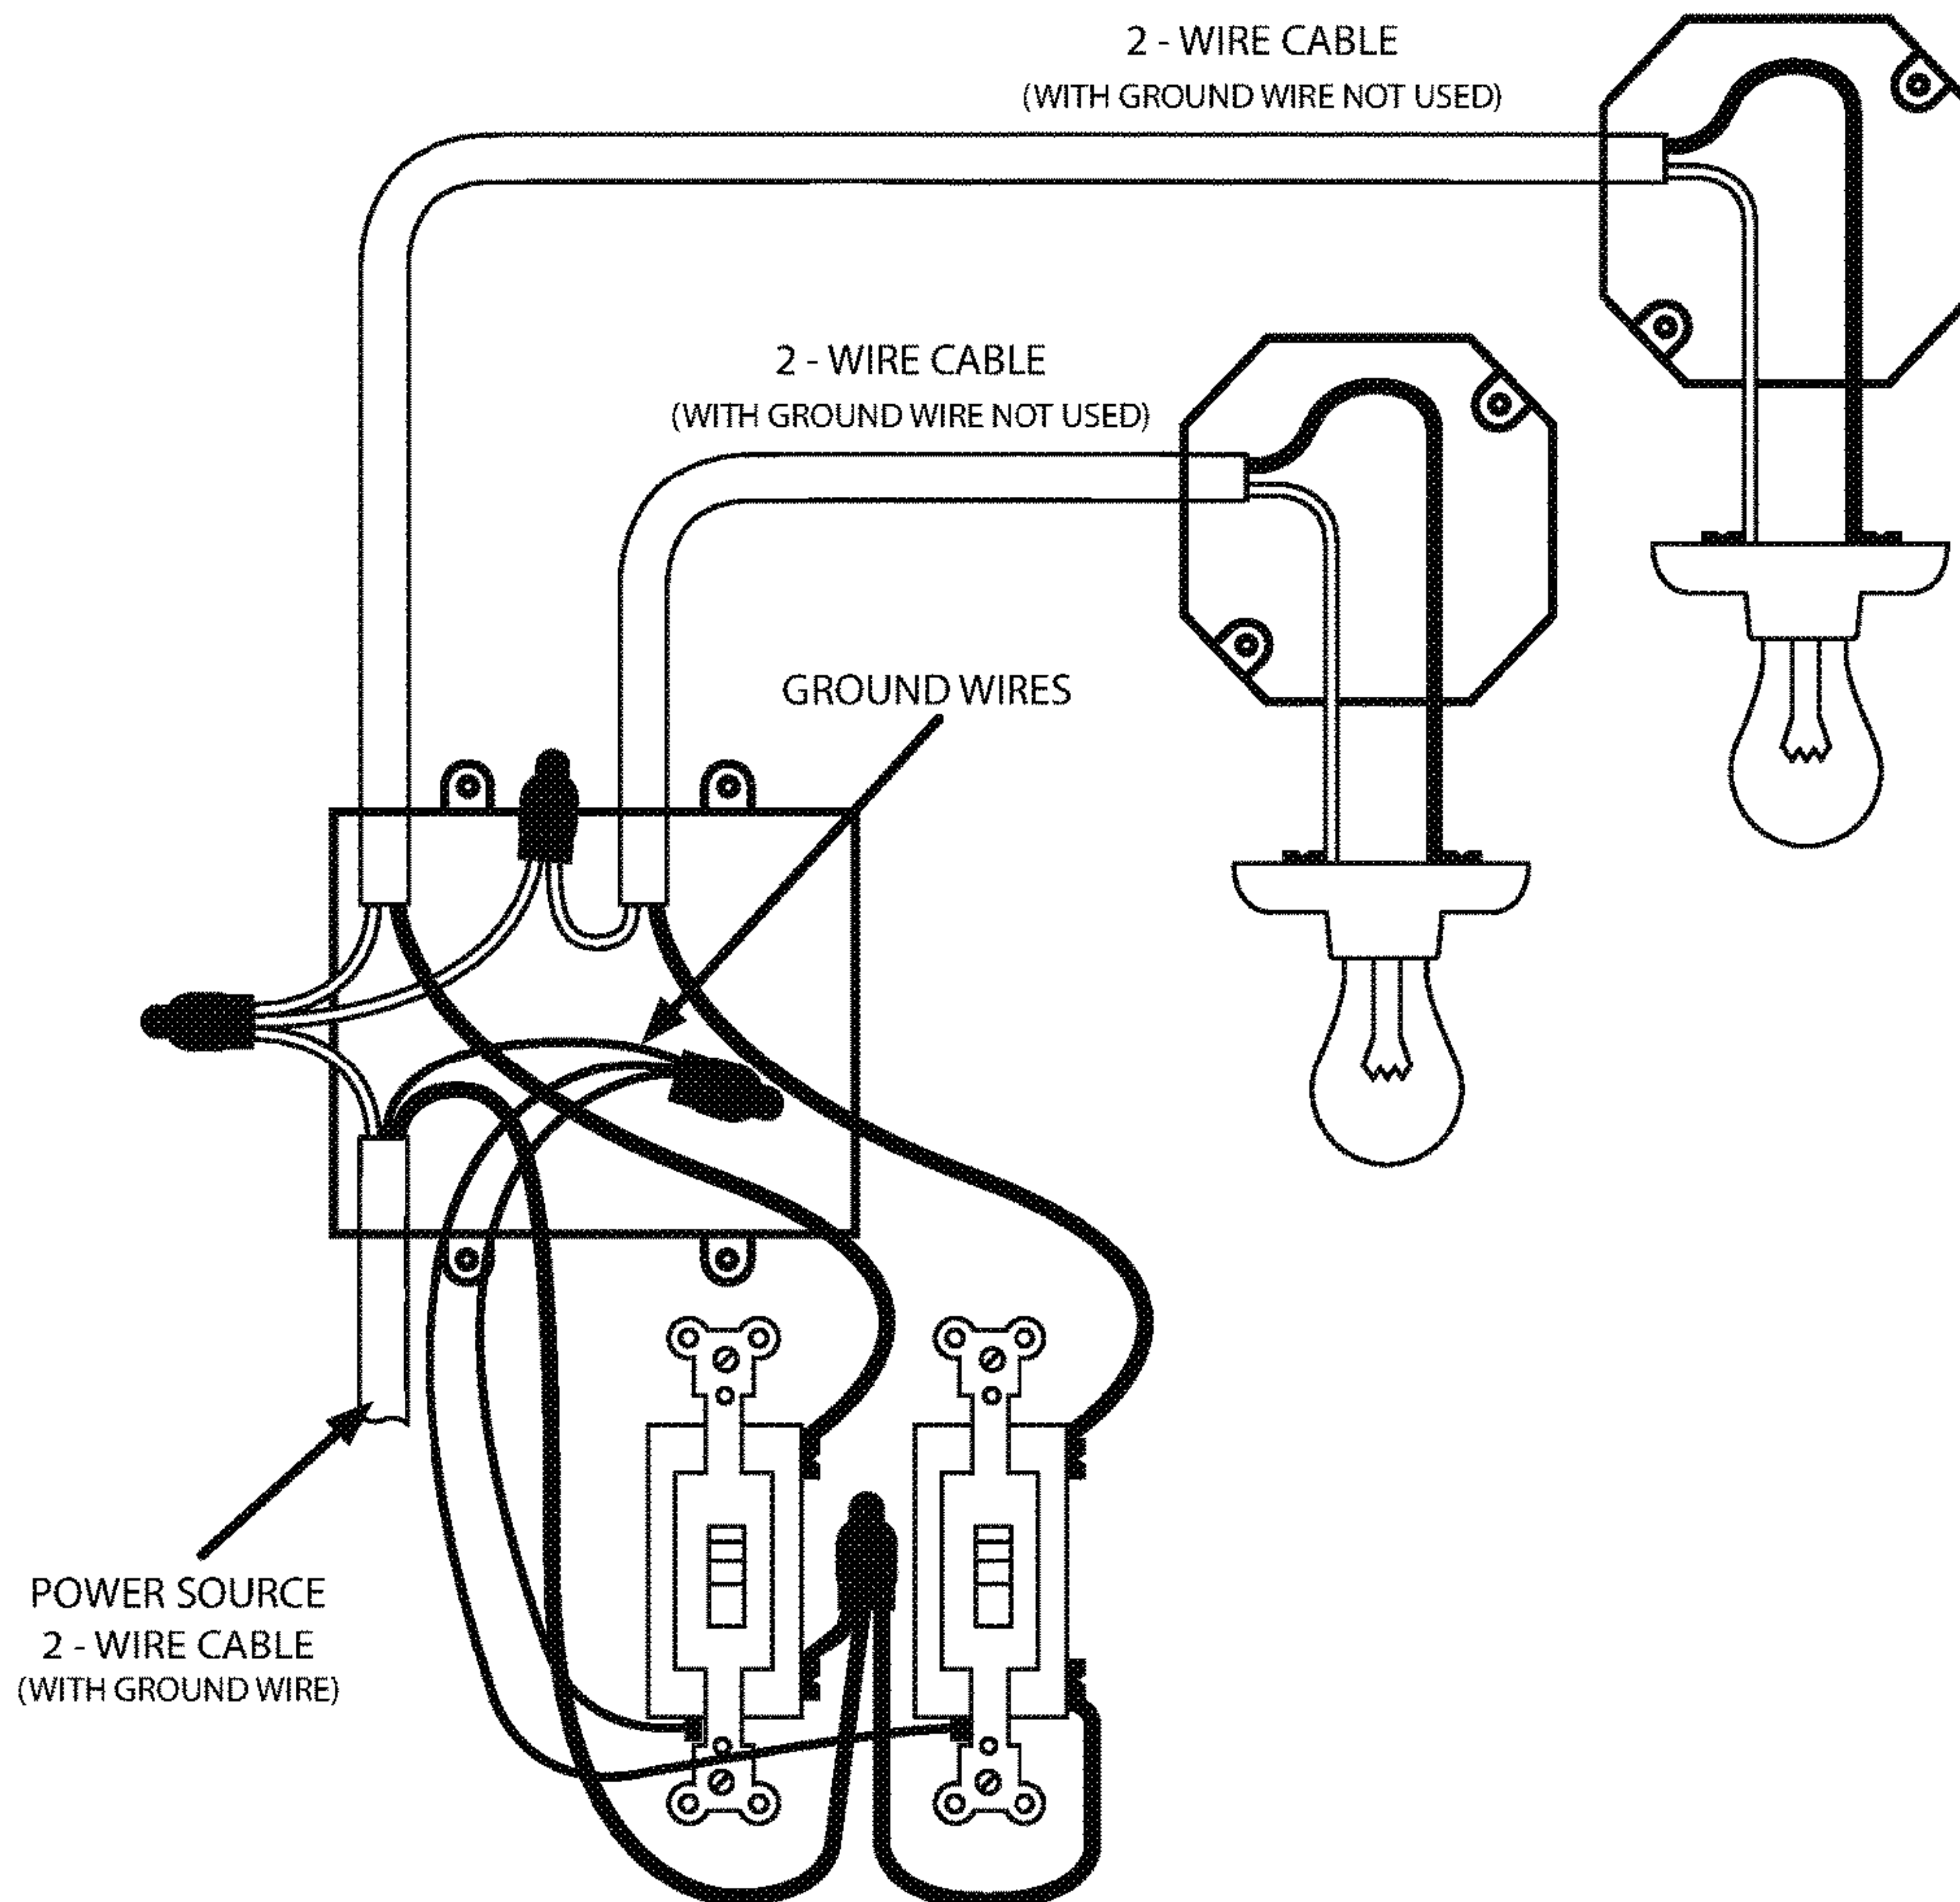 2 - WIRE CABLE
(WITH GROUND WIRE NOT USED)
2 - WIRE CABLE
(WITH GROUND WIRE NOT USED)
GROUND WIRES
POWER SOURCE
2 - WIRE CABLE
(WITH GROUND WIRE)